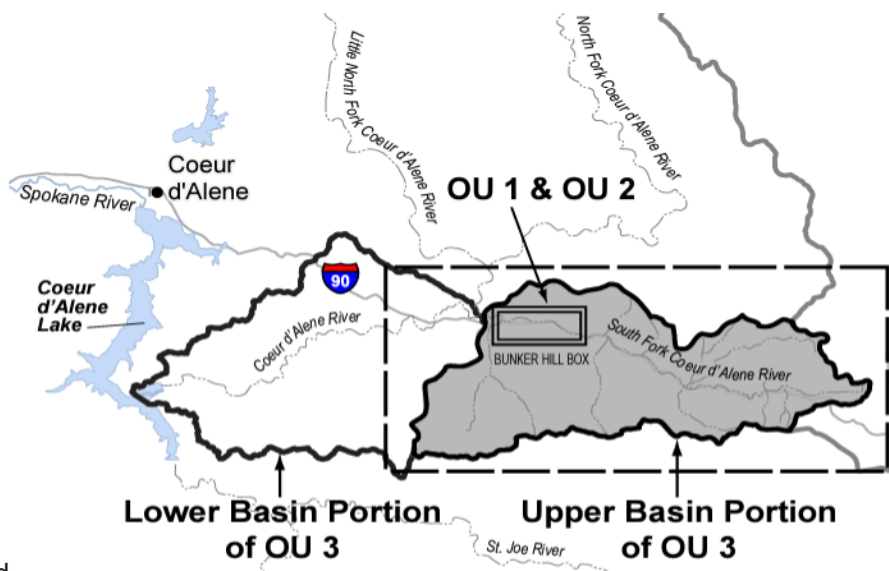 Little North Fork Coeur d'Alene River
North Fork Coeur d'Alene River
Coeur
d'Alene
OU 1 & OU 2
Spokane River
90
Coeur
d'Alene
Lake
Coeur d'Alene River
BUNKER HILL BOX
South Fork Coeur d'Alene River
Lower Basin Portion
of OU 3
Upper Basin Portion
of OU 3
St. Joe River